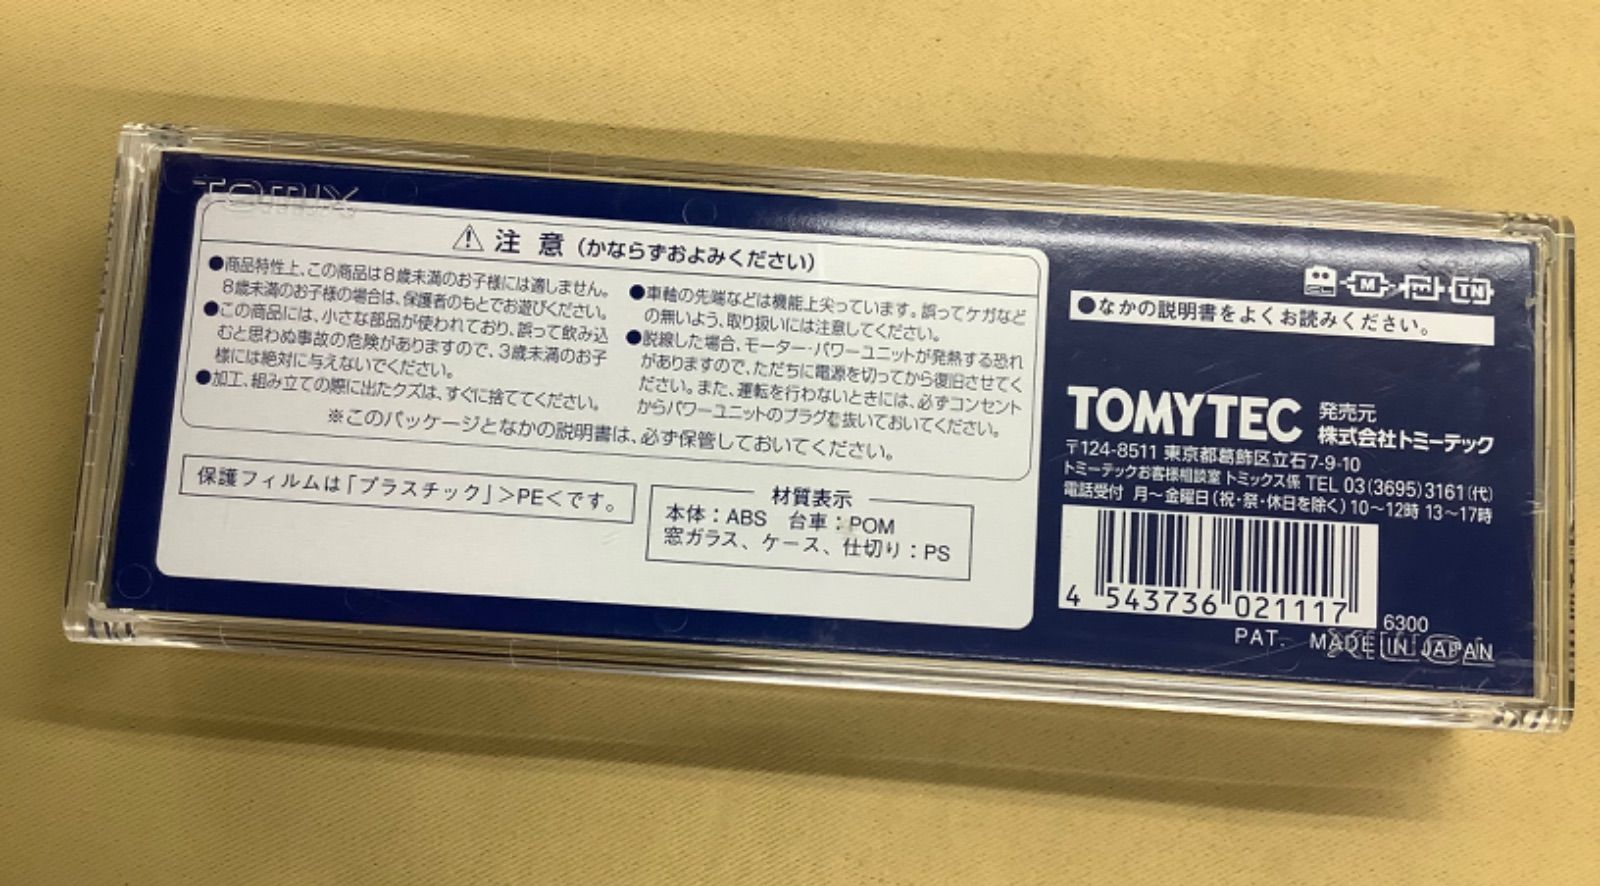 TOMIX
注意(かならずおよみください)
●商品特性上、この商品は8歳未満のお子様には適しません。
8歳未満のお子様の場合は、保護者のもとでお遊びください。
●この商品には、小さな部品が使われており、誤って飲み込
むと思わぬ事故の危険がありますので、3歳未満のお子
様には絶対に与えないでください。
●加工、組み立ての際に出たクズは、すぐに捨ててください。
●車軸の先端などは機能上尖っています。誤ってケガなど
の無いよう、取り扱いには注意してください。
●脱線した場合、モーター・パワーユニットが発熱する恐れ
がありますので、ただちに電源を切ってから復旧させてく
ださい。また、運転を行わないときには、必ずコンセント
からパワーユニットのプラグを抜いておいてください。
※このパッケージとなかの説明書は、必ず保管しておいてください。
保護フィルムは「プラスチック」>PE<です。
材質表示
本体:ABS 台車:POM
窓ガラス、ケース、仕切り:PS
M TN
●なかの説明書をよくお読みください。
TOMYTEC 発売元
株式会社トミーテック
〒124-8511 東京都葛飾区立石7-9-10
トミーテックお客様相談室 トミックス係 TEL 03(3695)3161(代)
電話受付 月〜金曜日(祝・祭・休日を除く)10〜12時 13〜17時
4 543736 021117
6300
PAT. MADE IN JAPAN